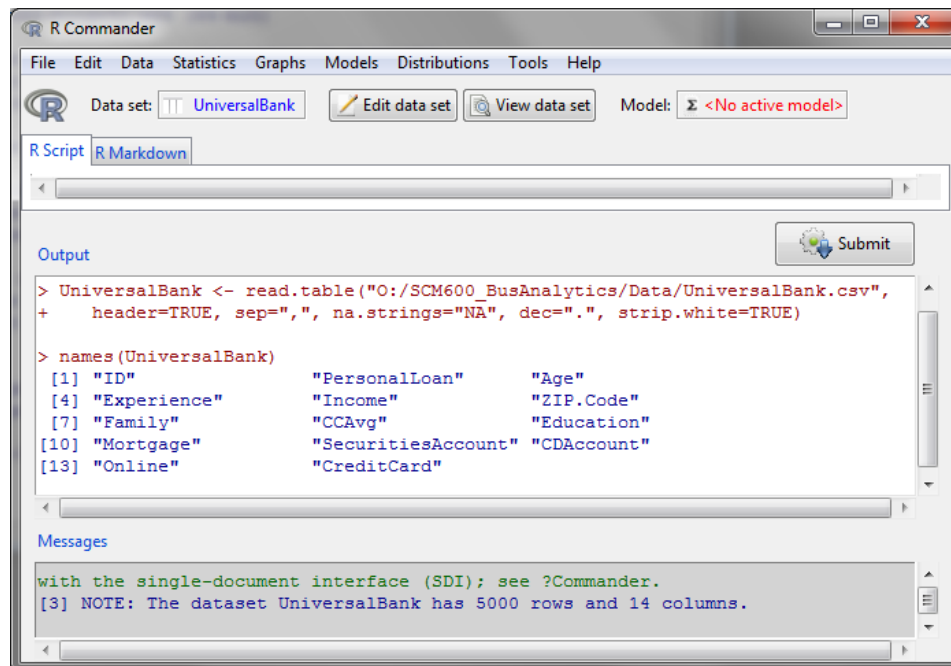 R Commander
File Edit Data Statistics Graphs Models Distributions Tools Help
Data set: UniversalBank Edit data set View data set Model: Σ <No active model>
R Script R Markdown
Submit
Output
> UniversalBank <- read.table("O:/SCM600_BusAnalytics/Data/UniversalBank.csv",
+ header=TRUE, sep=",", na.strings="NA", dec=".", strip.white=TRUE)
> names(UniversalBank)
[1] "ID" "PersonalLoan" "Age"
[4] "Experience" "Income" "ZIP.Code"
[7] "Family" "CCAvg" "Education"
[10] "Mortgage" "SecuritiesAccount" "CDAccount"
[13] "Online" "CreditCard"
Messages
with the single-document interface (SDI); see ?Commander.
[3] NOTE: The dataset UniversalBank has 5000 rows and 14 columns.